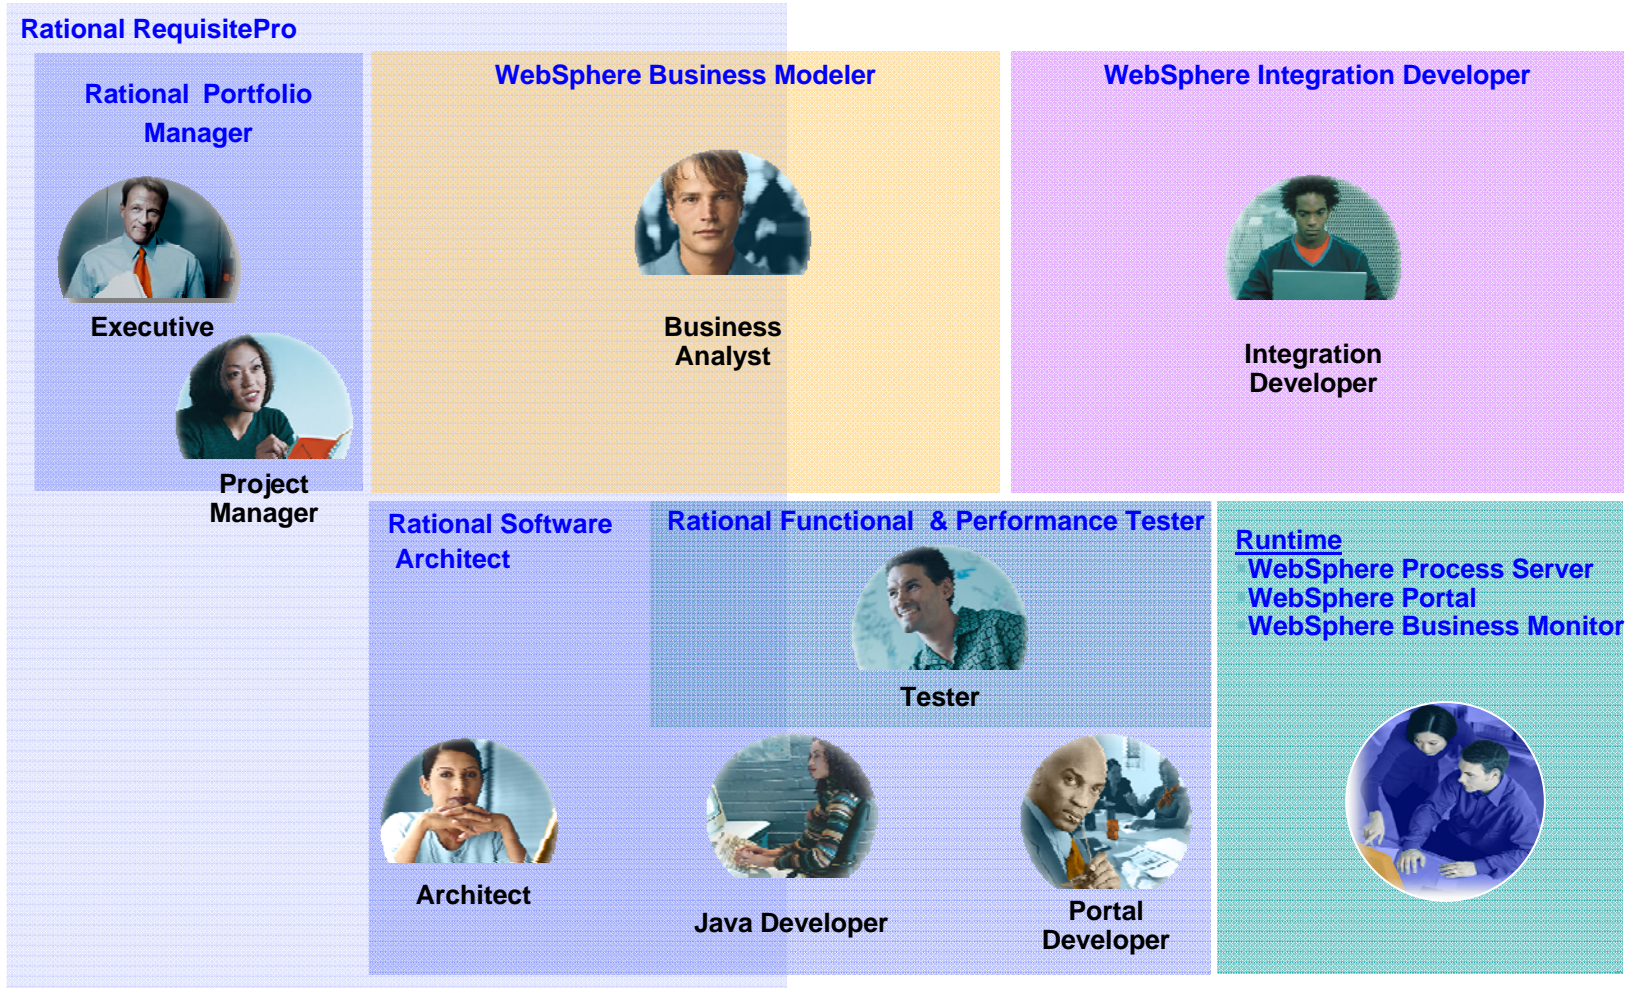 Rational RequisitePro
Rational Portfolio
Manager
Executive
Project
Manager
WebSphere Business Modeler
Business
Analyst
WebSphere Integration Developer
Integration
Developer
Rational Software
Architect
Architect
Rational Functional & Performance Tester
Tester
Java Developer
Portal
Developer
Runtime
WebSphere Process Server
WebSphere Portal
WebSphere Business Monitor